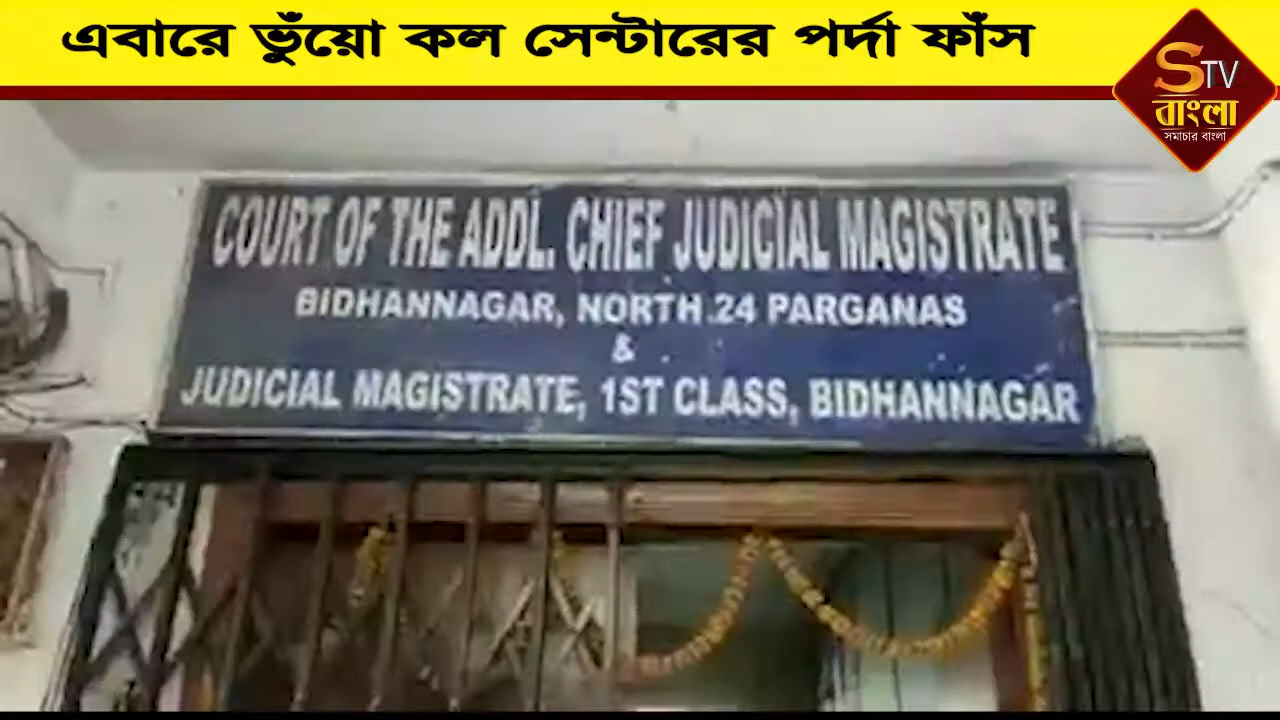 এবারে ভুঁয়ো কল সেন্টারের পর্দা ফাঁস
STV
বাংলা
সমাচার বাংলা
COURT OF THE ADDL. CHIEF JUDICIAL MAGISTRATE
BIDHANNAGAR, NORTH.24 PARGANAS
&
JUDICIAL MAGISTRATE, 1ST CLASS, BIDHANNAGAR